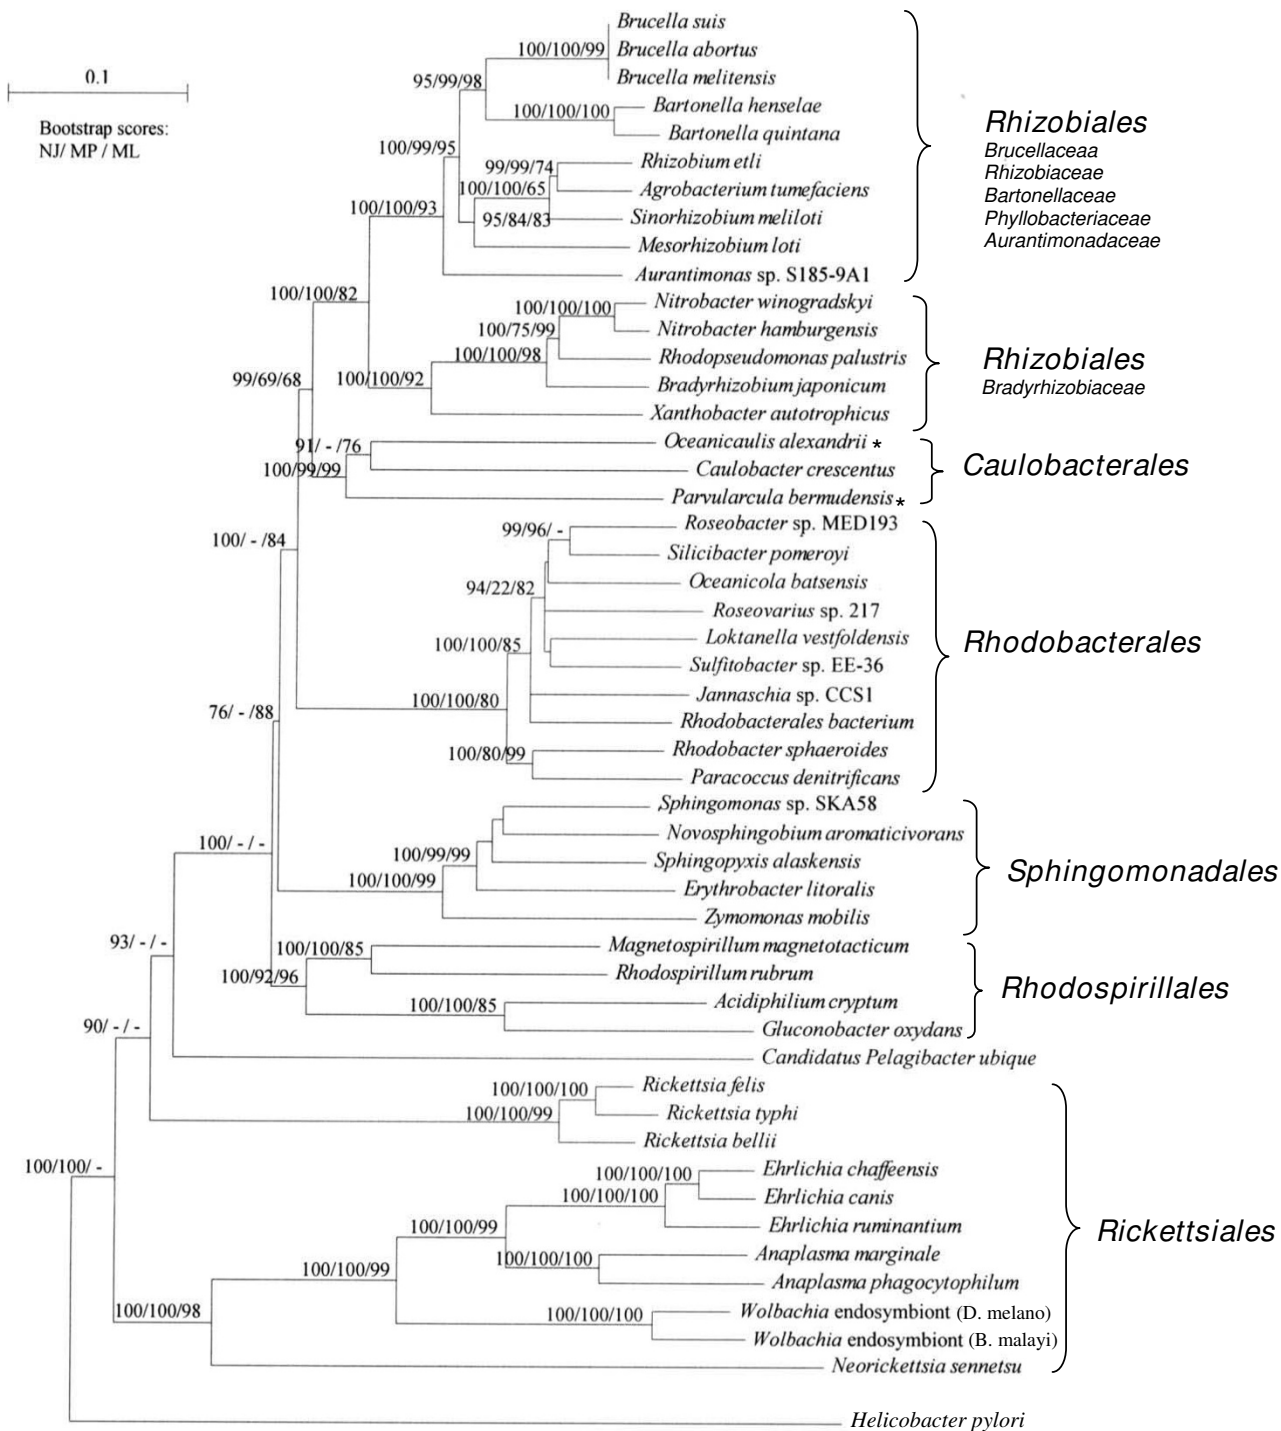 0.1
Bootstrap scores:
NJ/ MP / ML
Brucella suis
100/100/99
Brucella abortus
Brucella melitensis
95/99/98
Bartonella henselae
100/100/100
Bartonella quintana
100/99/95
Rhizobium etli
99/99/74
100/100/65
Agrobacterium tumefaciens
100/100/93
95/84/83
Sinorhizobium meliloti
Mesorhizobium loti
Aurantimonas sp. S185-9A1
Rhizobiales
Brucellaceaa
Rhizobiaceae
Bartonellaceae
Phyllobacteriaceae
Aurantimonadaceae
100/100/82
Nitrobacter winogradskyi
100/100/100
100/75/99
Nitrobacter hamburgensis
100/100/98
Rhodopseudomonas palustris
99/69/68
100/100/92
Bradyrhizobium japonicum
Xanthobacter autotrophicus
Rhizobiales
Bradyrhizobiaceae
91/ - /76
Oceanicaulis alexandrii *
100/99/99
Caulobacter crescentus
Parvularcula bermudensis *
Caulobacterales
100/ - /84
99/96/ -
Roseobacter sp. MED193
Silicibacter pomeroyi
94/22/82
Oceanicola batsensis
Roseovarius sp. 217
100/100/85
Loktanella vestfoldensis
Sulfitobacter sp. EE-36
100/100/80
Jannaschia sp. CCS1
76/ - /88
Rhodobacterales bacterium
100/80/99
Rhodobacter sphaeroides
Paracoccus denitrificans
Rhodobacterales
Sphingomonas sp. SKA58
100/ - / -
Novosphingobium aromaticivorans
100/99/99
Sphingopyxis alaskensis
100/100/99
Erythrobacter litoralis
Zymomonas mobilis
Sphingomonadales
93/ - / -
100/100/85
Magnetospirillum magnetotacticum
100/92/96
Rhodospirillum rubrum
100/100/85
Acidiphilium cryptum
Gluconobacter oxydans
Rhodospirillales
90/ - / -
Candidatus Pelagibacter ubique
100/100/100
Rickettsia felis
100/100/99
Rickettsia typhi
Rickettsia bellii
100/100/ -
100/100/100
Ehrlichia chaffeensis
100/100/100
Ehrlichia canis
100/100/99
Ehrlichia ruminantium
100/100/100
Anaplasma marginale
100/100/99
Anaplasma phagocytophilum
100/100/98
100/100/100
Wolbachia endosymbiont (D. melano)
Wolbachia endosymbiont (B. malayi)
Neorickettsia sennetsu
Rickettsiales
Helicobacter pylori